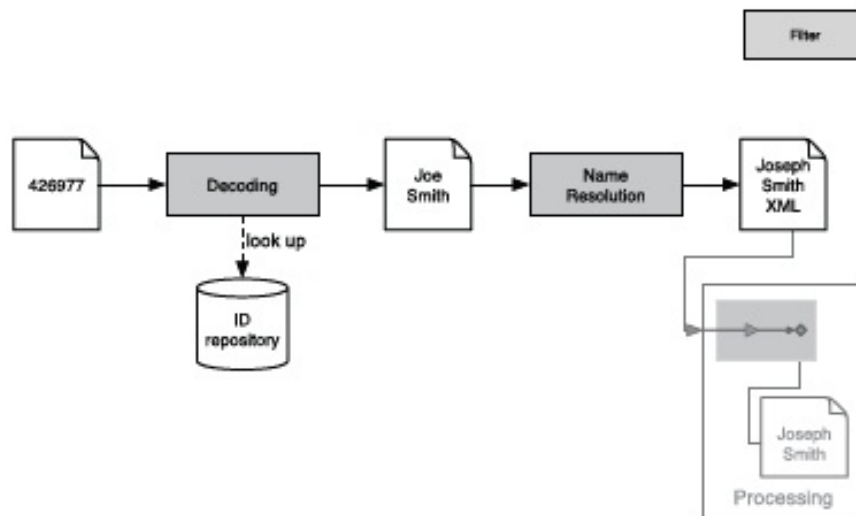 Filter
426977
Decoding
Joe
Smith
Name
Resolution
Joseph
Smith
XML
look up
ID
repository
Joseph
Smith
Processing